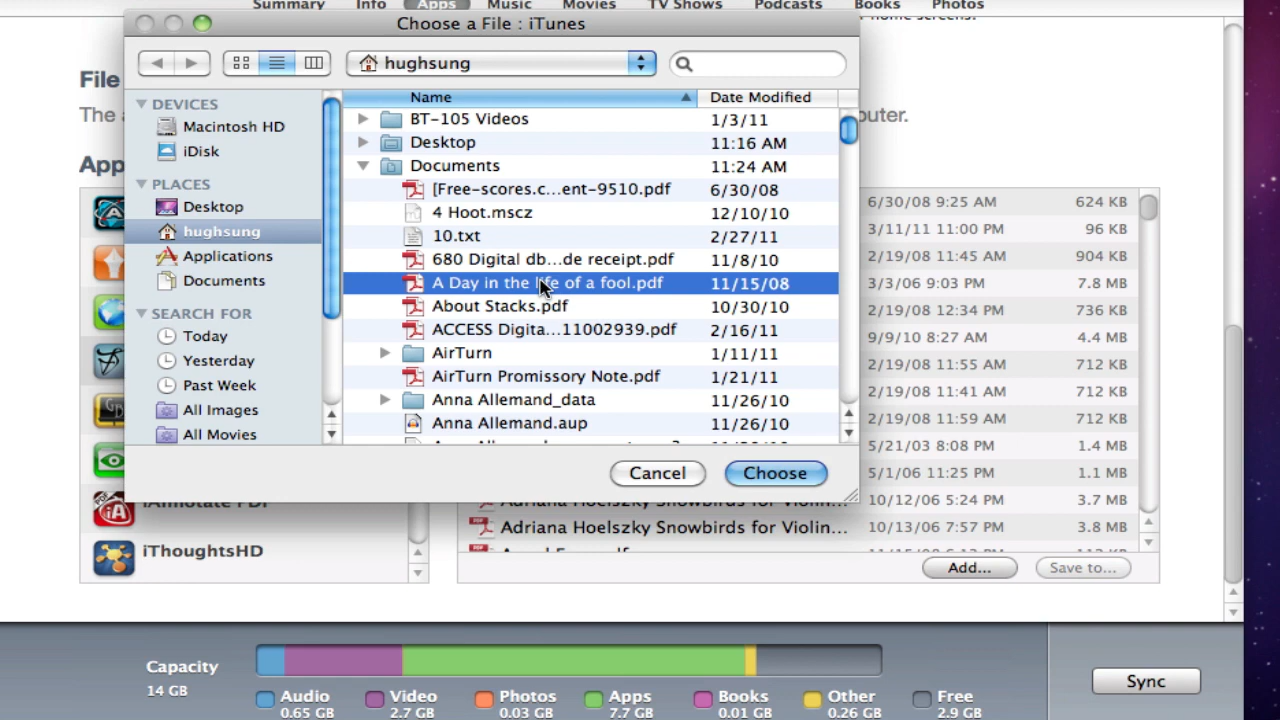 Summary Info Apps Music Movies TV Shows Podcasts Books Photos
Choose a File : iTunes
home screens.
hughsung
File
The a
puter.
App
DEVICES
Macintosh HD
iDisk
PLACES
Desktop
hughsung
Applications
Documents
SEARCH FOR
Today
Yesterday
Past Week
All Images
All Movies
Name Date Modified
BT-105 Videos 1/3/11
Desktop 11:16 AM
Documents 11:24 AM
[Free-scores.c...ent-9510.pdf 6/30/08
4 Hoot.mscz 12/10/10
10.txt 2/27/11
680 Digital db...de receipt.pdf 11/8/10
A Day in the life of a fool.pdf 11/15/08
About Stacks.pdf 10/30/10
ACCESS Digita...11002939.pdf 2/16/11
AirTurn 1/11/11
AirTurn Promissory Note.pdf 1/21/11
Anna Allemand_data 11/26/10
Anna Allemand.aup 11/26/10
Cancel Choose
6/30/08 9:25 AM 624 KB
3/11/11 11:00 PM 96 KB
2/19/08 11:45 PM 904 KB
3/3/06 9:03 PM 7.8 MB
2/19/08 12:34 PM 736 KB
9/9/10 8:27 AM 4.4 MB
2/19/08 11:55 AM 712 KB
2/19/08 11:41 AM 712 KB
2/19/08 11:59 AM 712 KB
5/21/03 8:08 PM 1.4 MB
5/1/06 11:25 PM 1.1 MB
10/12/06 5:24 PM 3.7 MB
Adriana Hoelszky Snowbirds for Violin... 10/13/06 7:57 PM 3.8 MB
iAnnotate PDF
iThoughtsHD
Add... Save to...
Capacity
14 GB
Audio
0.65 GB
Video
2.7 GB
Photos
0.03 GB
Apps
7.7 GB
Books
0.01 GB
Other
0.26 GB
Free
2.9 GB
Sync